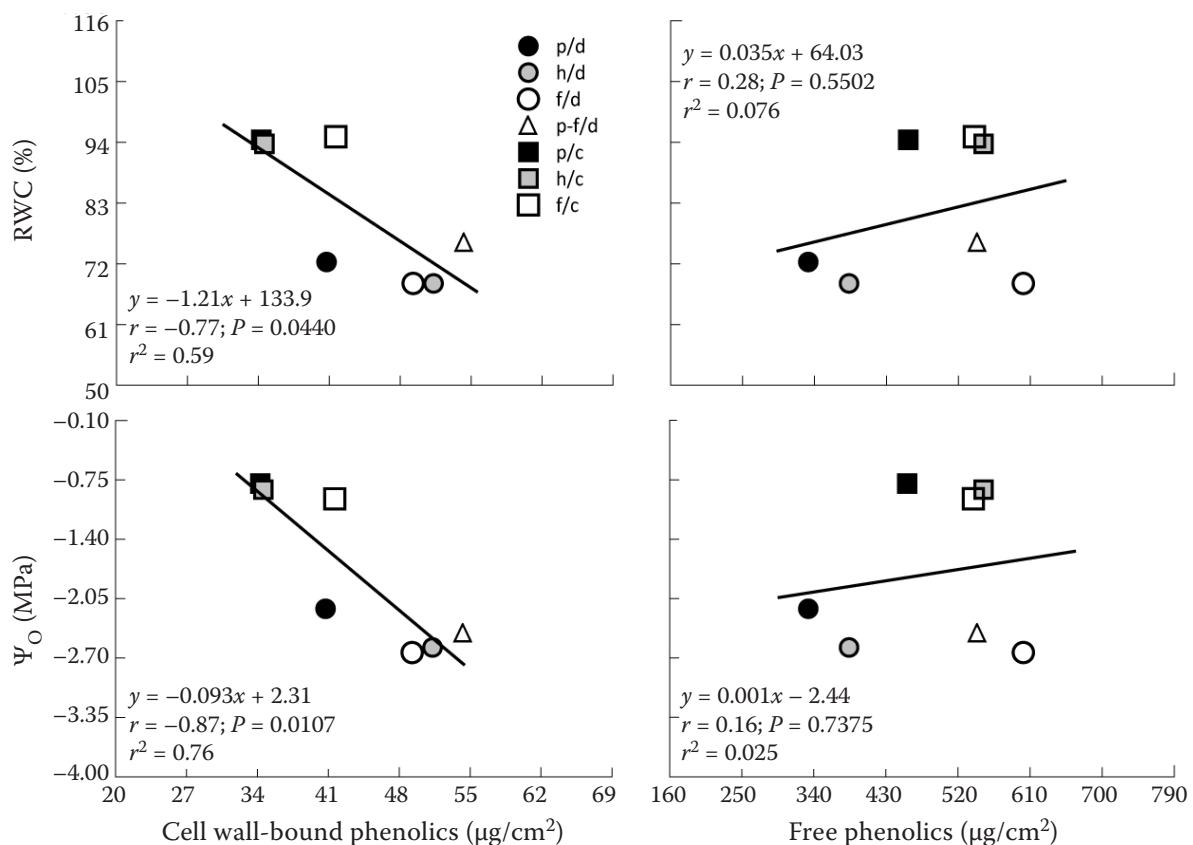 116
105
94
83
72
61
50
RWC (%)
p/d
h/d
f/d
p-f/d
p/c
h/c
f/c
y = −1.21x + 133.9
r = −0.77; P = 0.0440
r² = 0.59
y = 0.035x + 64.03
r = 0.28; P = 0.5502
r² = 0.076
−0.10
−0.75
−1.40
−2.05
−2.70
−3.35
−4.00
Ψ_O (MPa)
y = −0.093x + 2.31
r = −0.87; P = 0.0107
r² = 0.76
20 27 34 41 49 55 62 69
Cell wall-bound phenolics (μg/cm²)
y = 0.001x − 2.44
r = 0.16; P = 0.7375
r² = 0.025
160 250 340 430 520 610 700 790
Free phenolics (μg/cm²)